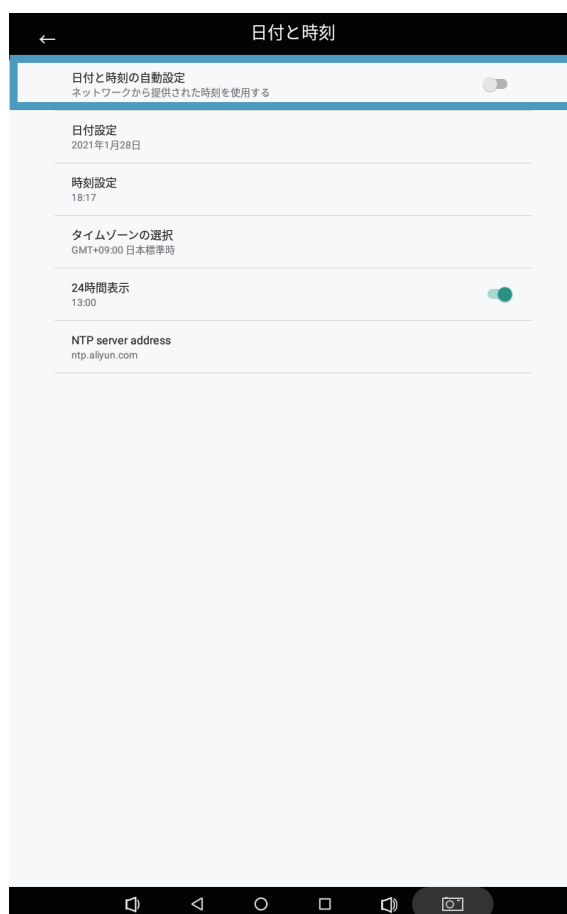 日付と時刻
日付と時刻の自動設定
ネットワークから提供された時刻を使用する
日付設定
2021年1月28日
時刻設定
18:17
タイムゾーンの選択
GMT+09:00 日本標準時
24時間表示
13:00
NTP server address
ntp.aliyun.com